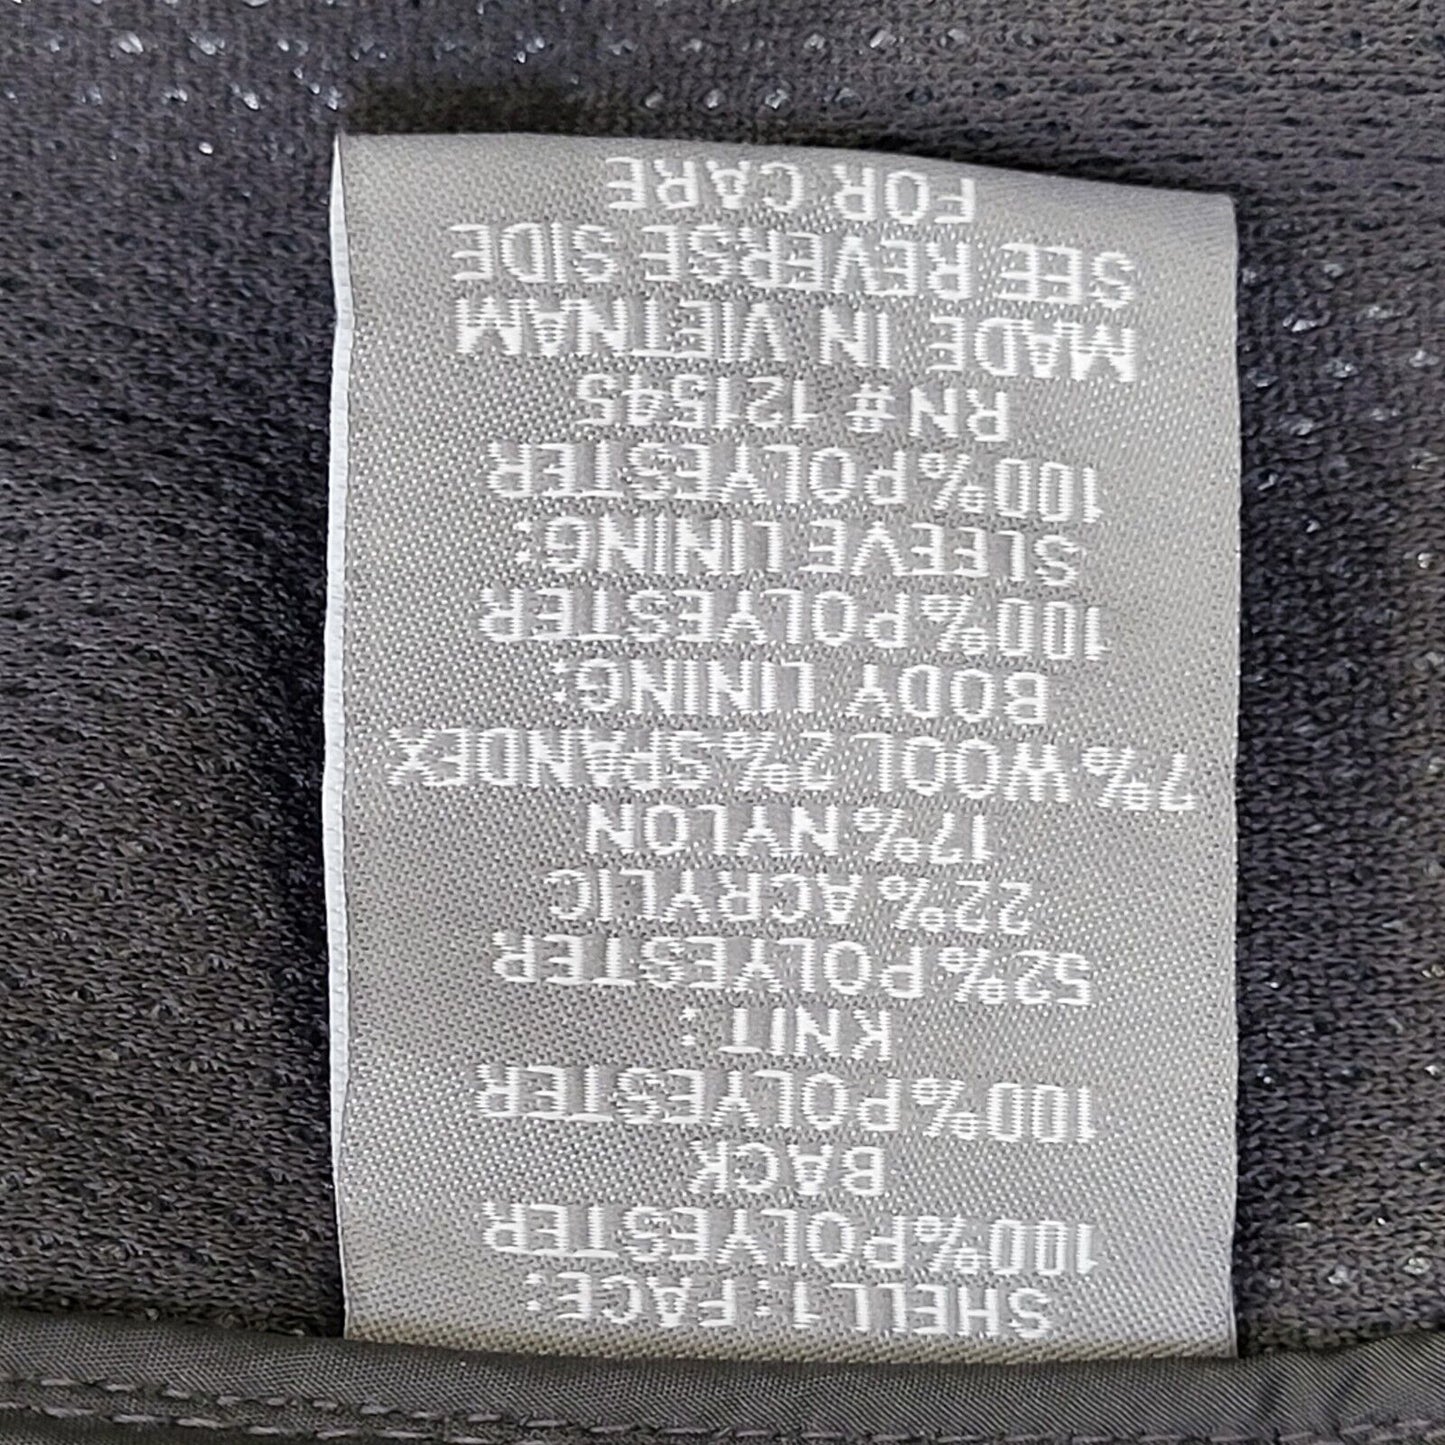 SHELL 1: FACE:
100%POLYESTER
BACK
100%POLYESTER
KNIT:
52%POLYESTER
22%ACRYLIC
17%NYLON
7%WOOL 2%SPANDEX
BODY LINING:
100%POLYESTER
SLEEVE LINING:
100%POLYESTER
RN# 121545
MADE IN VIETNAM
SEE REVERSE SIDE
FOR CARE